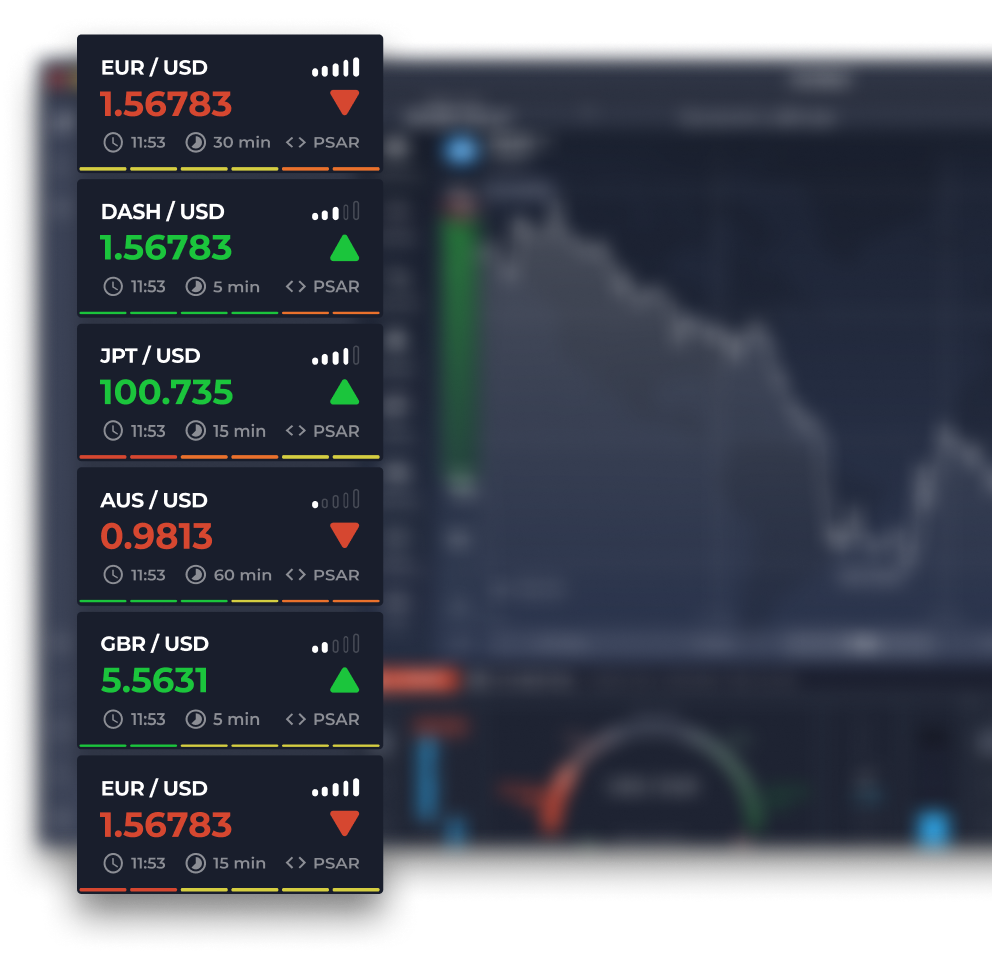 EUR / USD
1.56783
11:53 30 min <> PSAR
DASH / USD
1.56783
11:53 5 min <> PSAR
JPT / USD
100.735
11:53 15 min <> PSAR
AUS / USD
0.9813
11:53 60 min <> PSAR
GBR / USD
5.5631
11:53 5 min <> PSAR
EUR / USD
1.56783
11:53 15 min <> PSAR